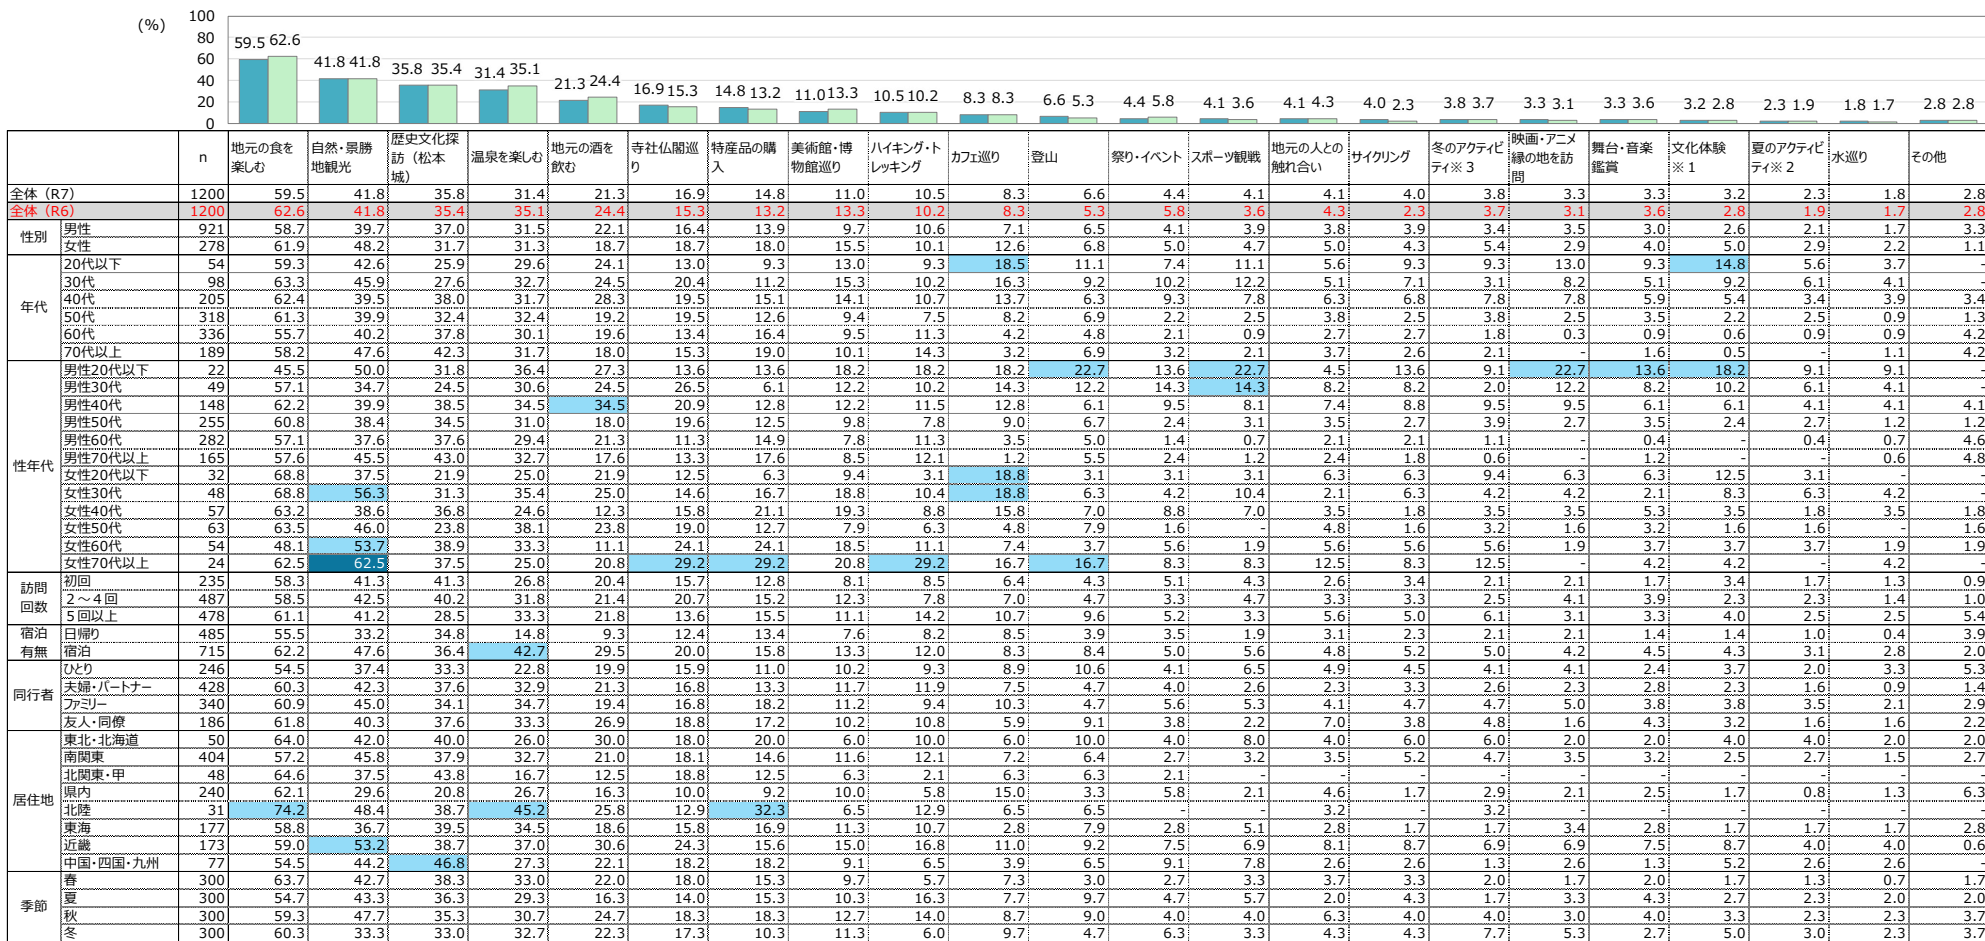 (%)
100
80
60
40
20
0
59.5 62.6 41.8 41.8 35.8 35.4 31.4 35.1 21.3 24.4 16.9 15.3 14.8 13.2 11.0 13.3 10.5 10.2 8.3 8.3 6.6 5.3 4.4 5.8 4.1 3.6 4.1 4.3 4.0 2.3 3.8 3.7 3.3 3.1 3.3 3.6 3.2 2.8 2.3 1.9 1.8 1.7 2.8 2.8
n 地元の食を楽しむ 自然・景勝地観光 歴史文化探訪（松本城） 温泉を楽しむ 地元の酒を飲む 寺社仏閣巡り 特産品の購入 美術館・博物館巡り ハイキング・トレッキング カフェ巡り 登山 祭り・イベント スポーツ観戦 地元の人との触れ合い サイクリング 冬のアクティビティ※3 映画・アニメ縁の地を訪問 舞台・音楽鑑賞 文化体験※1 夏のアクティビティ※2 水巡り その他
全体（R7） 1200 59.5 41.8 35.8 31.4 21.3 16.9 14.8 11.0 10.5 8.3 6.6 4.4 4.1 4.1 4.0 3.8 3.3 3.3 3.2 2.3 1.8 2.8
全体（R6） 1200 62.6 41.8 35.4 35.1 24.4 15.3 13.2 13.3 10.2 8.3 5.3 5.8 3.6 4.3 2.3 3.7 3.1 3.6 2.8 1.9 1.7 2.8
性別
男性 921 58.7 39.7 37.0 31.5 22.1 16.4 13.9 9.7 10.6 7.1 6.5 4.1 3.9 3.8 3.9 3.4 3.5 3.0 2.6 2.1 1.7 3.3
女性 278 61.9 48.2 31.7 31.3 18.7 18.7 18.0 15.5 10.1 12.6 6.8 5.0 4.7 5.0 4.3 5.4 2.9 4.0 5.0 2.9 2.2 1.1
年代
20代以下 54 59.3 42.6 25.9 29.6 24.1 13.0 9.3 13.0 9.3 18.5 11.1 7.4 11.1 5.6 9.3 9.3 13.0 9.3 14.8 5.6 3.7 -
30代 98 63.3 45.9 27.6 32.7 24.5 20.4 11.2 15.3 10.2 16.3 9.2 10.2 12.2 5.1 7.1 3.1 8.2 5.1 9.2 6.1 4.1 -
40代 205 62.4 39.5 38.0 31.7 28.3 19.5 15.1 14.1 10.7 13.7 6.3 9.3 7.8 6.3 6.8 7.8 7.8 5.9 5.4 3.4 3.9 3.4
50代 318 61.3 39.9 32.4 32.4 19.2 19.5 12.6 9.4 7.5 8.2 6.9 2.2 2.5 3.8 2.5 3.8 2.5 3.5 2.2 2.5 0.9 1.3
60代 336 55.7 40.2 37.8 30.1 19.6 13.4 16.4 9.5 11.3 4.2 4.8 2.1 0.9 2.7 2.7 1.8 0.3 0.9 0.6 0.9 0.9 4.2
70代以上 189 58.2 47.6 42.3 31.7 18.0 15.3 19.0 10.1 14.3 3.2 6.9 3.2 2.1 3.7 2.6 2.1 - 1.6 0.5 - 1.1 4.2
性年代
男性20代以下 22 45.5 50.0 31.8 36.4 27.3 13.6 13.6 18.2 18.2 18.2 22.7 13.6 22.7 4.5 13.6 9.1 22.7 13.6 18.2 9.1 9.1 -
男性30代 49 57.1 34.7 24.5 30.6 24.5 26.5 6.1 12.2 10.2 14.3 12.2 14.3 14.3 8.2 8.2 2.0 12.2 8.2 10.2 6.1 4.1 -
男性40代 148 62.2 39.9 38.5 34.5 34.5 20.9 12.8 12.2 11.5 12.8 6.1 9.5 8.1 7.4 8.8 9.5 9.5 6.1 6.1 4.1 4.1 4.1
男性50代 255 60.8 38.4 34.5 31.0 18.0 19.6 12.5 9.8 7.8 9.0 6.7 2.4 3.1 3.5 2.7 3.9 2.7 3.5 2.4 2.7 1.2 1.2
男性60代 282 57.1 37.6 37.6 29.4 21.3 11.3 14.9 7.8 11.3 3.5 5.0 1.4 0.7 2.1 2.1 1.1 - 0.4 - 0.4 0.7 4.6
男性70代以上 165 57.6 45.5 43.0 32.7 17.6 13.3 17.6 8.5 12.1 1.2 5.5 2.4 1.2 2.4 1.8 0.6 - 1.2 - - 0.6 4.8
女性20代以下 32 68.8 37.5 21.9 25.0 21.9 12.5 6.3 9.4 3.1 18.8 3.1 3.1 3.1 6.3 6.3 9.4 6.3 6.3 12.5 3.1 - -
女性30代 48 68.8 56.3 31.3 35.4 25.0 14.6 16.7 18.8 10.4 18.8 6.3 4.2 10.4 2.1 6.3 4.2 4.2 2.1 8.3 6.3 4.2 -
女性40代 57 63.2 38.6 36.8 24.6 12.3 15.8 21.1 19.3 8.8 15.8 7.0 8.8 7.0 3.5 1.8 3.5 3.5 5.3 3.5 1.8 3.5 1.8
女性50代 63 63.5 46.0 23.8 38.1 23.8 19.0 12.7 7.9 6.3 4.8 7.9 1.6 - 4.8 1.6 3.2 1.6 3.2 1.6 1.6 - 1.6
女性60代 54 48.1 53.7 38.9 33.3 11.1 24.1 24.1 18.5 11.1 7.4 3.7 5.6 1.9 5.6 5.6 5.6 1.9 3.7 3.7 3.7 1.9 1.9
女性70代以上 24 62.5 62.5 37.5 25.0 20.8 29.2 29.2 20.8 29.2 16.7 16.7 8.3 8.3 12.5 8.3 12.5 - 4.2 4.2 - 4.2 -
訪問回数
初回 235 58.3 41.3 41.3 26.8 20.4 15.7 12.8 8.1 8.5 6.4 4.3 5.1 4.3 2.6 3.4 2.1 2.1 1.7 3.4 1.7 1.3 0.9
２～４回 487 58.5 42.5 40.2 31.8 21.4 20.7 15.2 12.3 7.8 7.0 4.7 3.3 4.7 3.3 3.3 2.5 4.1 3.9 2.3 2.3 1.4 1.0
５回以上 478 61.1 41.2 28.5 33.3 21.8 13.6 15.5 11.1 14.2 10.7 9.6 5.2 3.3 5.6 5.0 6.1 3.1 3.3 4.0 2.5 2.5 5.4
宿泊有無
日帰り 485 55.5 33.2 34.8 14.8 9.3 12.4 13.4 7.6 8.2 8.5 3.9 3.5 1.9 3.1 2.3 2.1 2.1 1.4 1.4 1.0 0.4 3.9
宿泊 715 62.2 47.6 36.4 42.7 29.5 20.0 15.8 13.3 12.0 8.3 8.4 5.0 5.6 4.8 5.2 5.0 4.2 4.5 4.3 3.1 2.8 2.0
同行者
ひとり 246 54.5 37.4 33.3 22.8 19.9 15.9 11.0 10.2 9.3 8.9 10.6 4.1 6.5 4.9 4.5 4.1 4.1 2.4 3.7 2.0 3.3 5.3
夫婦・パートナー 428 60.3 42.3 37.6 32.9 21.3 16.8 13.3 11.7 11.9 7.5 4.7 4.0 2.6 2.3 3.3 2.6 2.3 2.8 2.3 1.6 0.9 1.4
ファミリー 340 60.9 45.0 34.1 34.7 19.4 16.8 18.2 11.2 9.4 10.3 4.7 5.6 5.3 4.1 4.7 4.7 5.0 3.8 3.8 3.5 2.1 2.9
友人・同僚 186 61.8 40.3 37.6 33.3 26.9 18.8 17.2 10.2 10.8 5.9 9.1 3.8 2.2 7.0 3.8 4.8 1.6 4.3 3.2 1.6 1.6 2.2
居住地
東北・北海道 50 64.0 42.0 40.0 26.0 30.0 18.0 20.0 6.0 10.0 6.0 10.0 4.0 8.0 4.0 6.0 6.0 2.0 2.0 4.0 4.0 2.0 2.0
南関東 404 57.2 45.8 37.9 32.7 21.0 18.1 14.6 11.6 12.1 7.2 6.4 2.7 3.2 3.5 5.2 4.7 3.5 3.2 2.5 2.7 1.5 2.7
北関東・甲 48 64.6 37.5 43.8 16.7 12.5 18.8 12.5 6.3 2.1 6.3 6.3 2.1 - - - - - - - - - -
県内 240 62.1 29.6 20.8 26.7 16.3 10.0 9.2 10.0 5.8 15.0 3.3 5.8 2.1 4.6 1.7 2.9 2.1 2.5 1.7 0.8 1.3 6.3
北陸 31 74.2 48.4 38.7 45.2 25.8 12.9 32.3 6.5 12.9 6.5 6.5 - - 3.2 - 3.2 - - - - - -
東海 177 58.8 36.7 39.5 34.5 18.6 15.8 16.9 11.3 10.7 2.8 7.9 2.8 5.1 2.8 1.7 1.7 3.4 2.8 1.7 1.7 1.7 2.8
近畿 173 59.0 53.2 38.7 37.0 30.6 24.3 15.6 15.0 16.8 11.0 9.2 7.5 6.9 8.1 8.7 6.9 6.9 7.5 8.7 4.0 4.0 0.6
中国・四国・九州 77 54.5 44.2 46.8 27.3 22.1 18.2 18.2 9.1 6.5 3.9 6.5 9.1 7.8 2.6 2.6 1.3 2.6 1.3 5.2 2.6 2.6 -
季節
春 300 63.7 42.7 38.3 33.0 22.0 18.0 15.3 9.7 5.7 7.3 3.0 2.7 3.3 3.7 3.3 2.0 1.7 2.0 1.7 1.3 0.7 1.7
夏 300 54.7 43.3 36.3 29.3 16.3 14.0 15.3 10.3 16.3 7.7 9.7 4.7 5.7 2.0 4.3 1.7 3.3 4.3 2.7 2.3 2.0 2.0
秋 300 59.3 47.7 35.3 30.7 24.7 18.3 18.3 12.7 14.0 8.7 9.0 4.0 4.0 6.3 4.0 4.0 3.0 4.0 3.3 2.3 2.3 3.7
冬 300 60.3 33.3 33.0 32.7 22.3 17.3 10.3 11.3 6.0 9.7 4.7 6.3 3.3 4.3 4.3 7.7 5.3 2.7 5.0 3.0 2.3 3.7